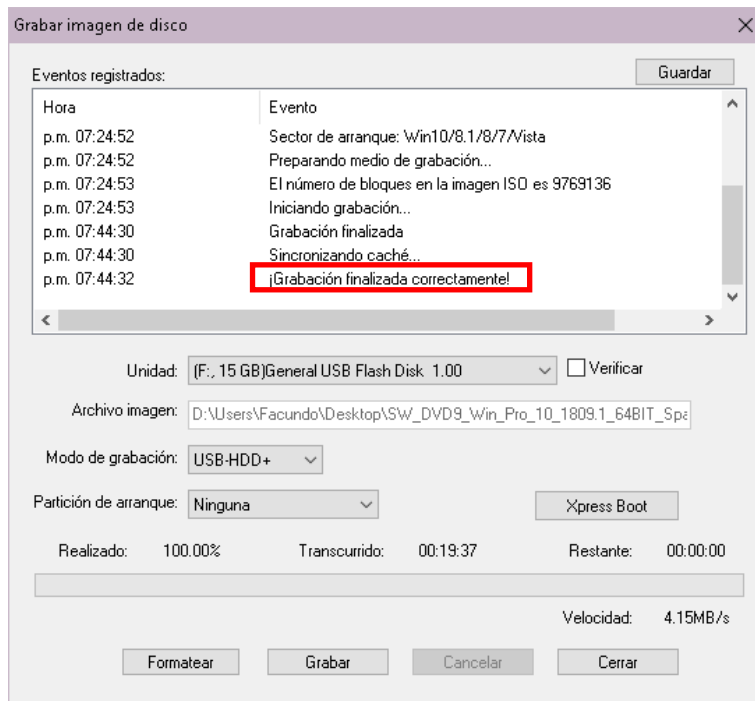 Grabar imagen de disco
Eventos registrados:
Guardar
Hora Evento
p.m. 07:24:52 Sector de arranque: Win10/8.1/8/7/Vista
p.m. 07:24:52 Preparando medio de grabación...
p.m. 07:24:53 El número de bloques en la imagen ISO es 9769136
p.m. 07:24:53 Iniciando grabación...
p.m. 07:44:30 Grabación finalizada
p.m. 07:44:30 Sincronizando caché...
p.m. 07:44:32 ¡Grabación finalizada correctamente!
Unidad: (F:, 15 GB)General USB Flash Disk 1.00 Verificar
Archivo imagen: D:\Users\Facundo\Desktop\SW_DVD9_Win_Pro_10_1809.1_64BIT_Spa
Modo de grabación: USB-HDD+
Partición de arranque: Ninguna Xpress Boot
Realizado: 100.00% Transcurrido: 00:19:37 Restante: 00:00:00
Velocidad: 4.15MB/s
Formatear Grabar Cancelar Cerrar